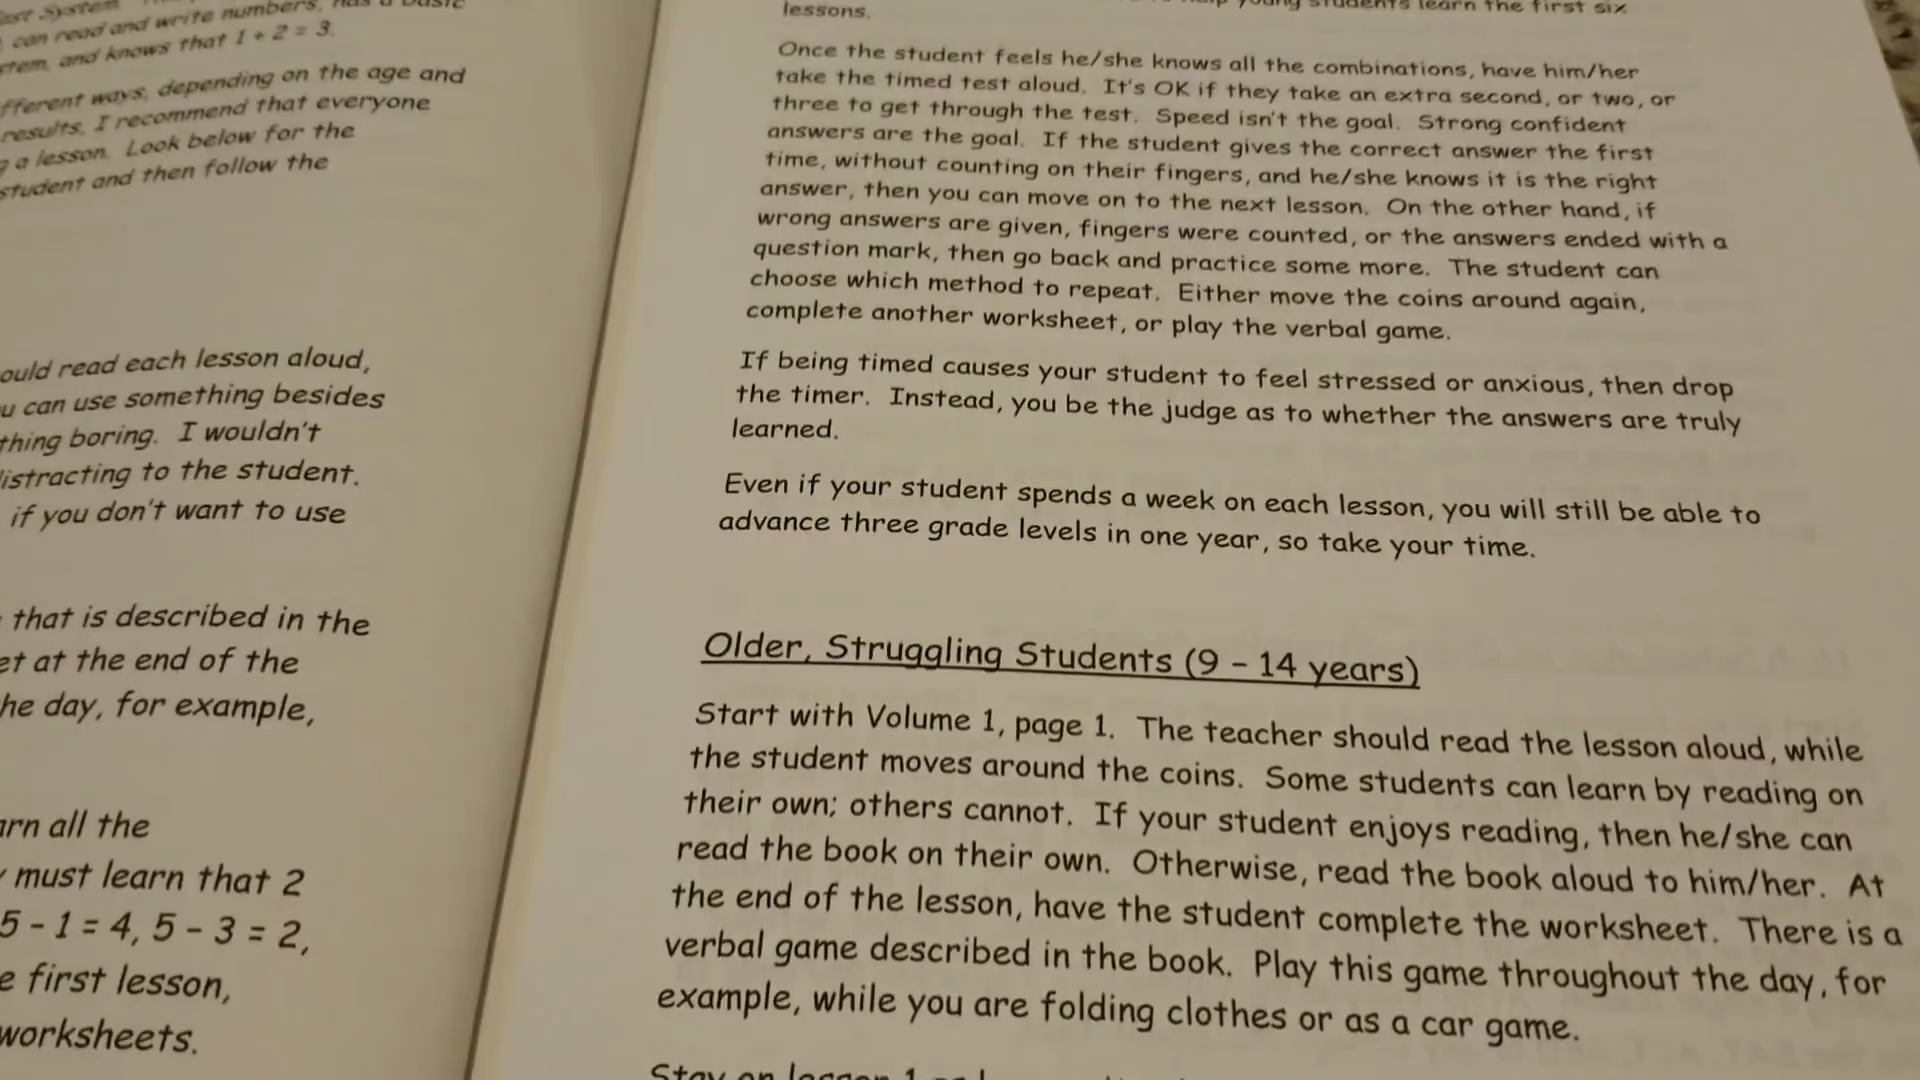 can read and write numbers, has a basic
and knows that 1 + 2 = 3.
fferent ways, depending on the age and
results, I recommend that everyone
a lesson. Look below for the
student and then follow the
ould read each lesson aloud,
u can use something besides
thing boring. I wouldn't
istracting to the student.
if you don't want to use
that is described in the
et at the end of the
he day, for example,
arn all the
must learn that 2
5 - 1 = 4, 5 - 3 = 2,
e first lesson,
worksheets.
young students learn the first six
lessons.
Once the student feels he/she knows all the combinations, have him/her
take the timed test aloud. It's OK if they take an extra second, or two, or
three to get through the test. Speed isn't the goal. Strong confident
answers are the goal. If the student gives the correct answer the first
time, without counting on their fingers, and he/she knows it is the right
answer, then you can move on to the next lesson. On the other hand, if
wrong answers are given, fingers were counted, or the answers ended with a
question mark, then go back and practice some more. The student can
choose which method to repeat. Either move the coins around again,
complete another worksheet, or play the verbal game.
If being timed causes your student to feel stressed or anxious, then drop
the timer. Instead, you be the judge as to whether the answers are truly
learned.
Even if your student spends a week on each lesson, you will still be able to
advance three grade levels in one year, so take your time.
Older, Struggling Students (9 - 14 years)
Start with Volume 1, page 1. The teacher should read the lesson aloud, while
the student moves around the coins. Some students can learn by reading on
their own; others cannot. If your student enjoys reading, then he/she can
read the book on their own. Otherwise, read the book aloud to him/her. At
the end of the lesson, have the student complete the worksheet. There is a
verbal game described in the book. Play this game throughout the day, for
example, while you are folding clothes or as a car game.
Stay on lesson 1